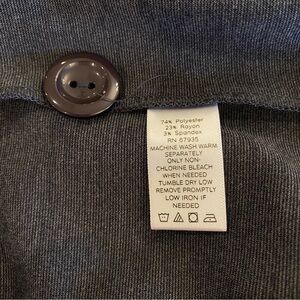 74% Polyester
23% Rayon
3% Spandex
RN 67935
MACHINE WASH WARM
SEPARATELY
ONLY NON-
CHLORINE BLEACH
WHEN NEEDED
TUMBLE DRY LOW
REMOVE PROMPTLY
LOW IRON IF
NEEDED